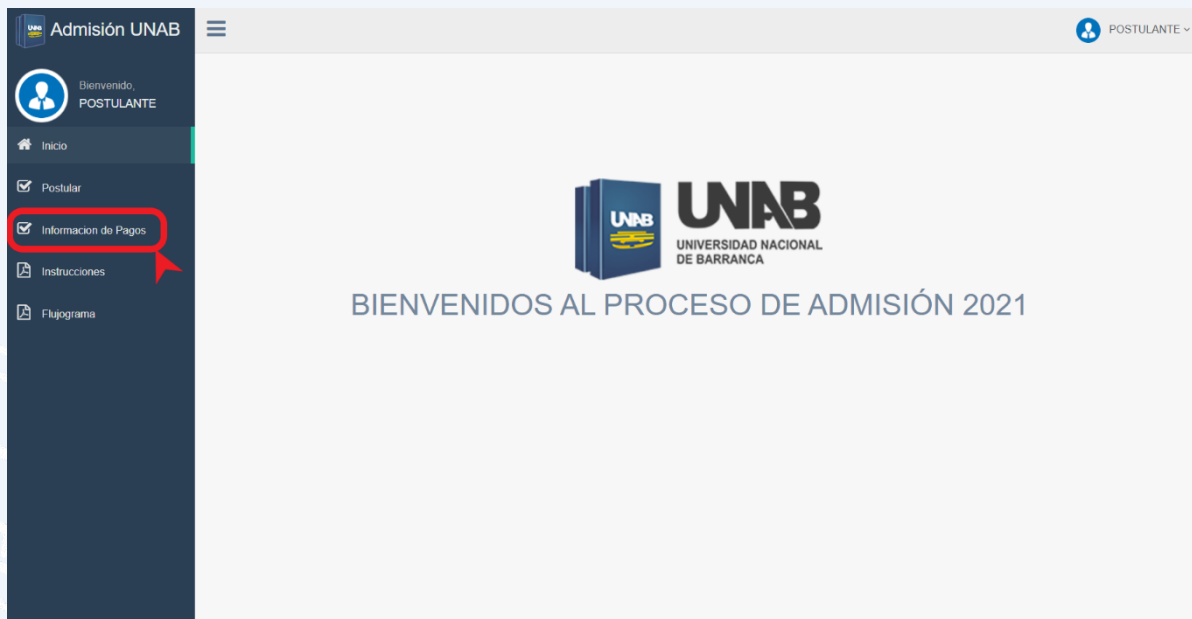 Admisión UNAB
POSTULANTE
Bienvenido,
POSTULANTE
Inicio
Postular
Informacion de Pagos
Instrucciones
Flujograma
UNAB
UNAB
UNIVERSIDAD NACIONAL
DE BARRANCA
BIENVENIDOS AL PROCESO DE ADMISIÓN 2021